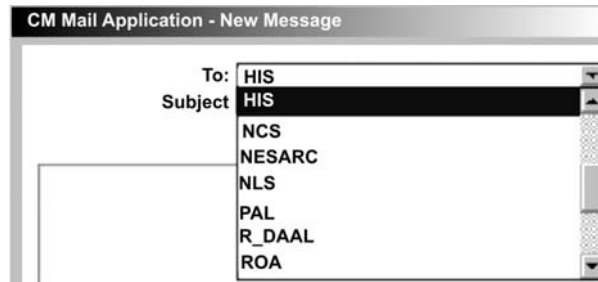 CM Mail Application - New Message
To: HIS
Subject HIS
NCS
NESARC
NLS
PAL
R_DAAL
ROA